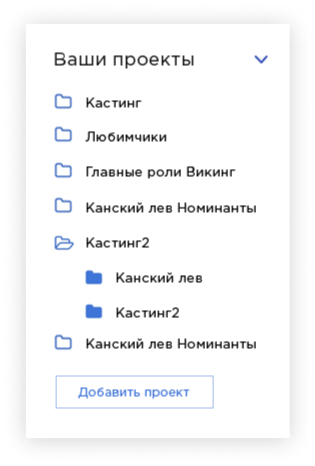 Ваши проекты
Кастинг
Любимчики
Главные роли Викинг
Канский лев Номинанты
Кастинг2
Канский лев
Кастинг2
Канский лев Номинанты
Добавить проект